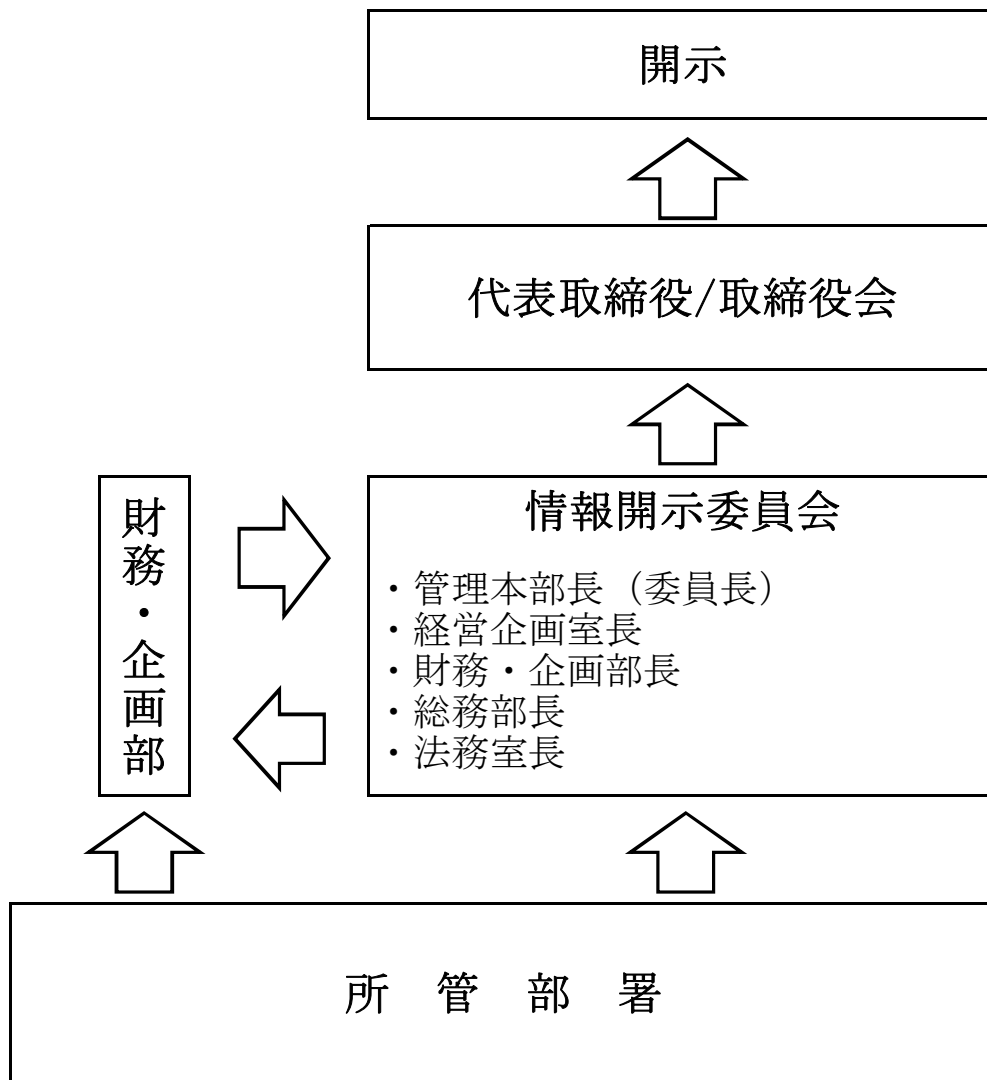 開示
代表取締役/取締役会
財務・企画部
情報開示委員会
・管理本部長（委員長）
・経営企画室長
・財務・企画部長
・総務部長
・法務室長
所管部署